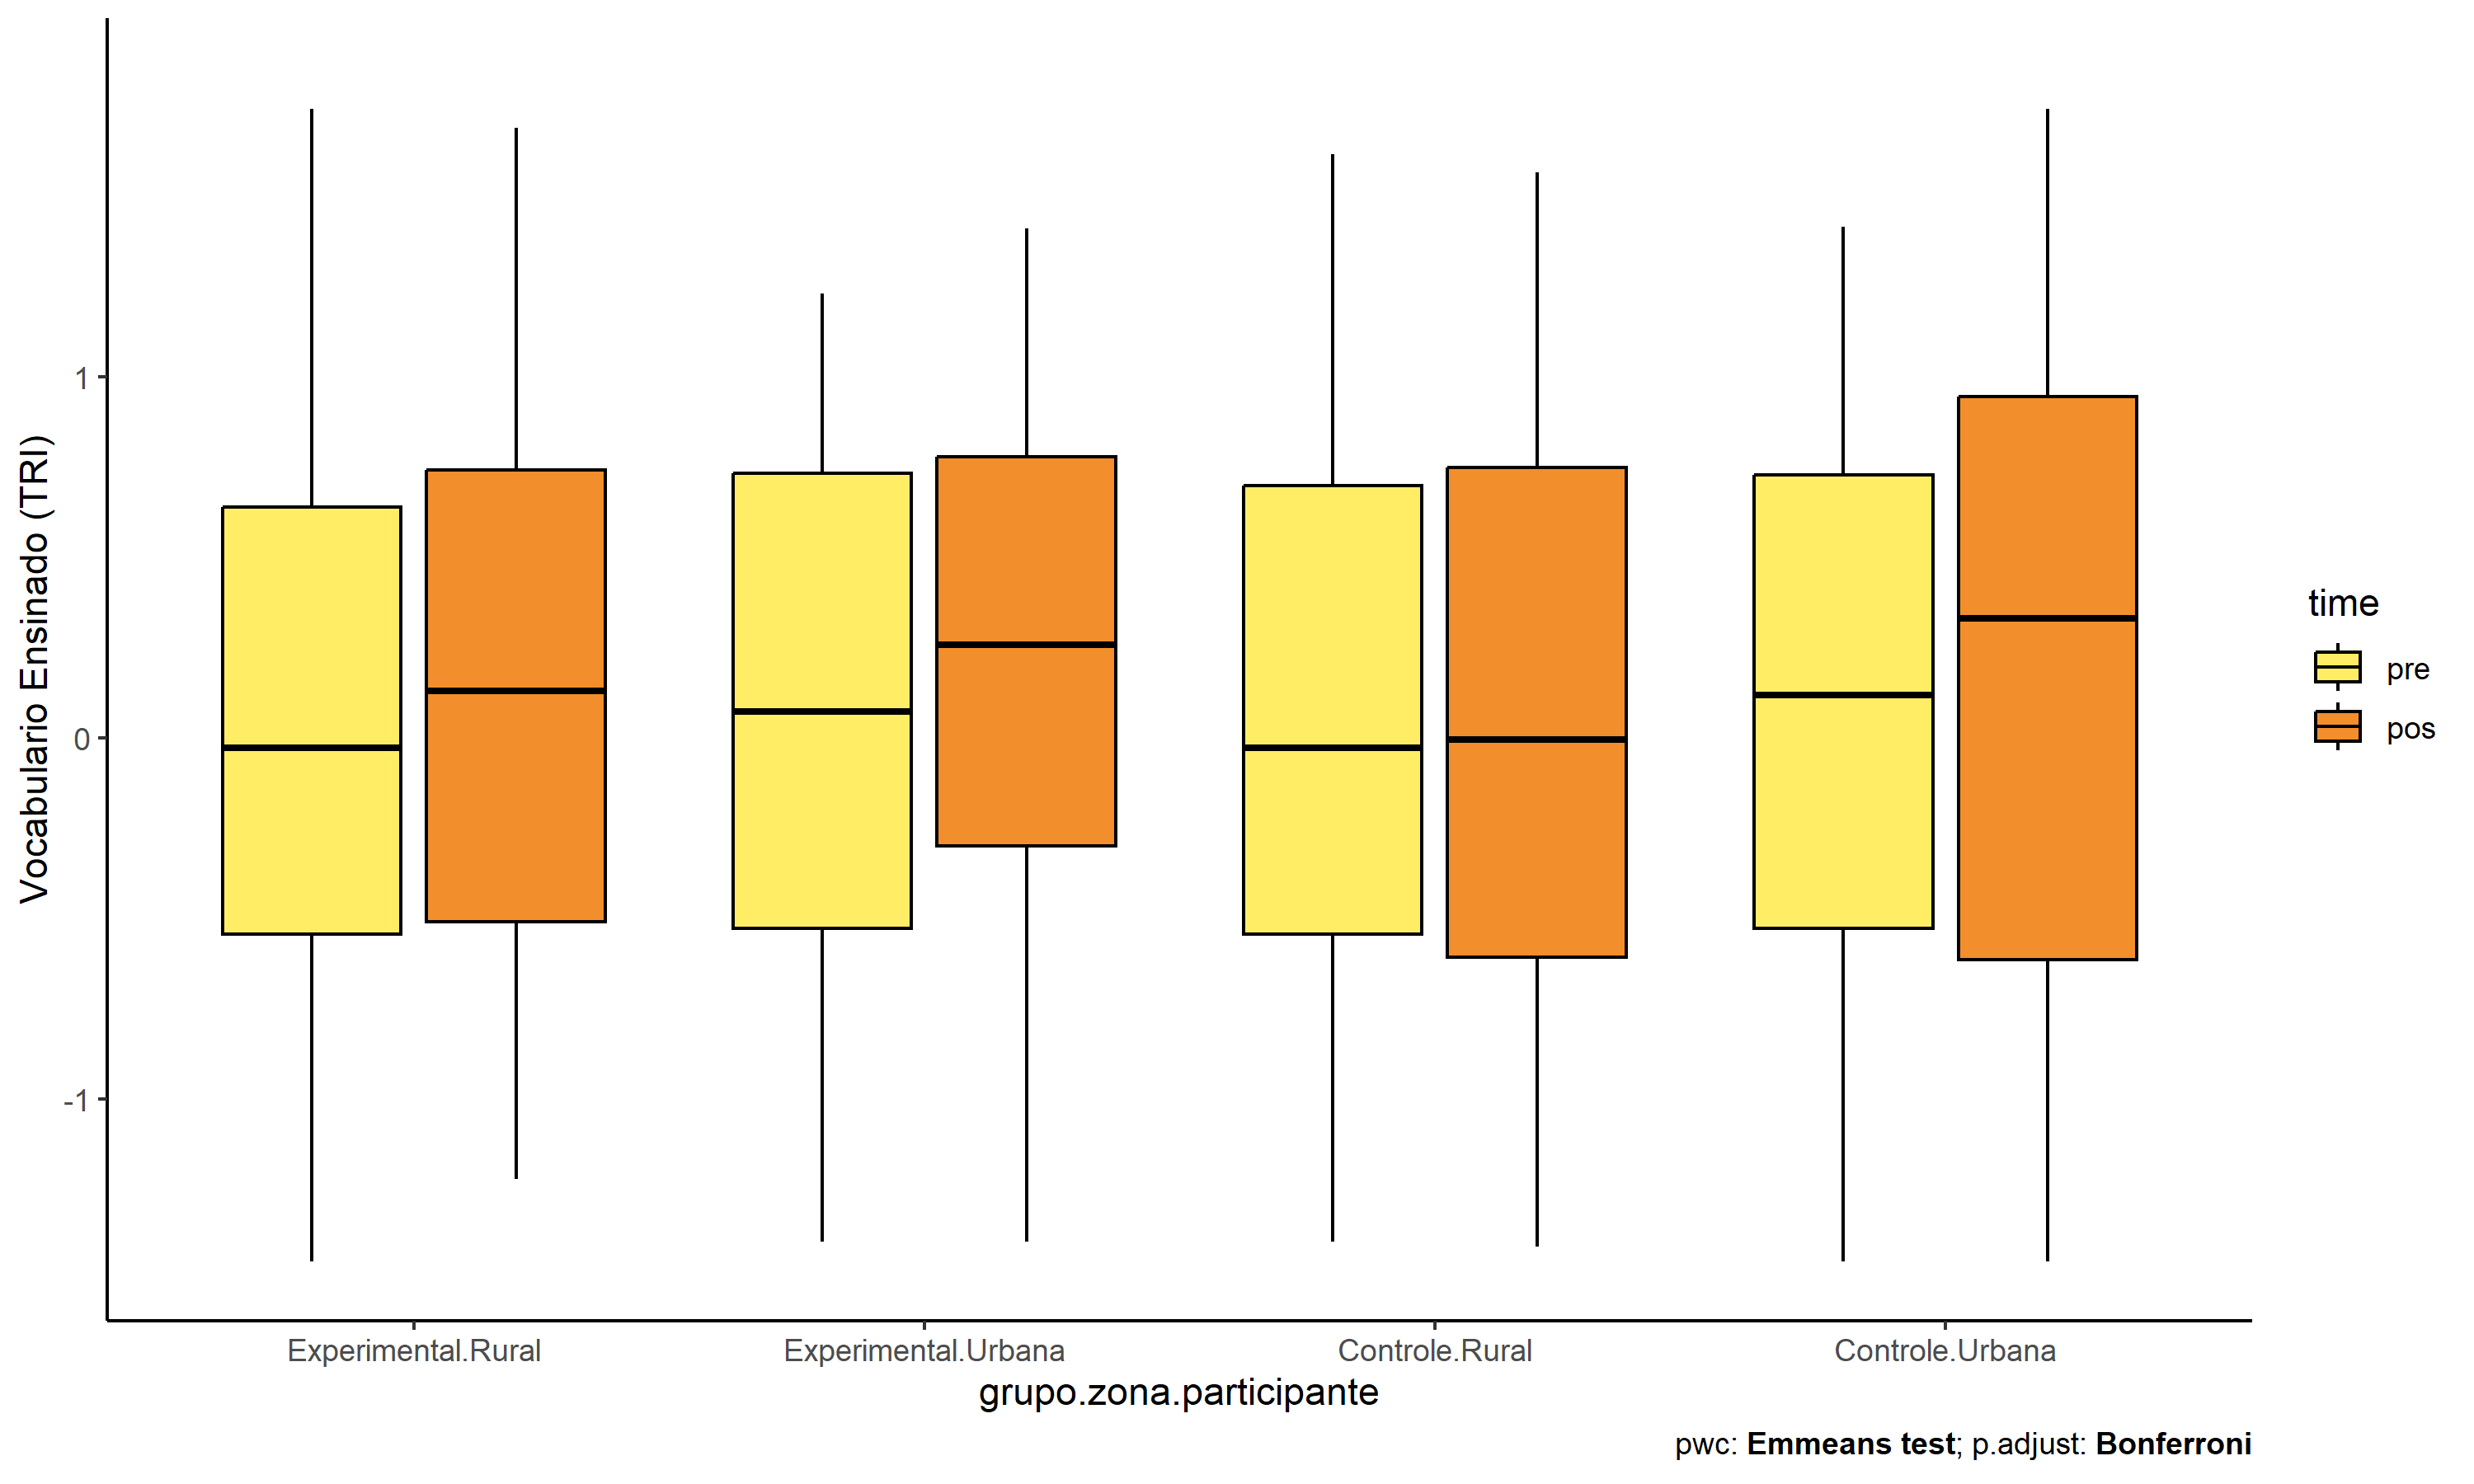 Vocabulario Ensinado (TRI)
1
0
-1
Experimental.Rural
Experimental.Urbana
Controle.Rural
Controle.Urbana
grupo.zona.participante
time
pre
pos
pwc: Emmeans test; p.adjust: Bonferroni